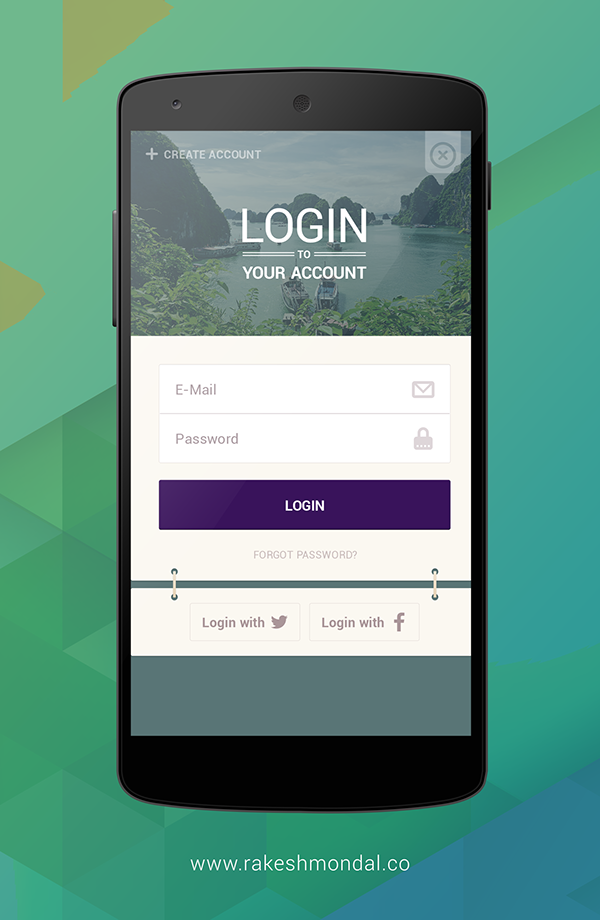 CREATE ACCOUNT
LOGIN
TO
YOUR ACCOUNT
E-Mail
Password
LOGIN
FORGOT PASSWORD?
Login with
Login with
www.rakeshmondal.co